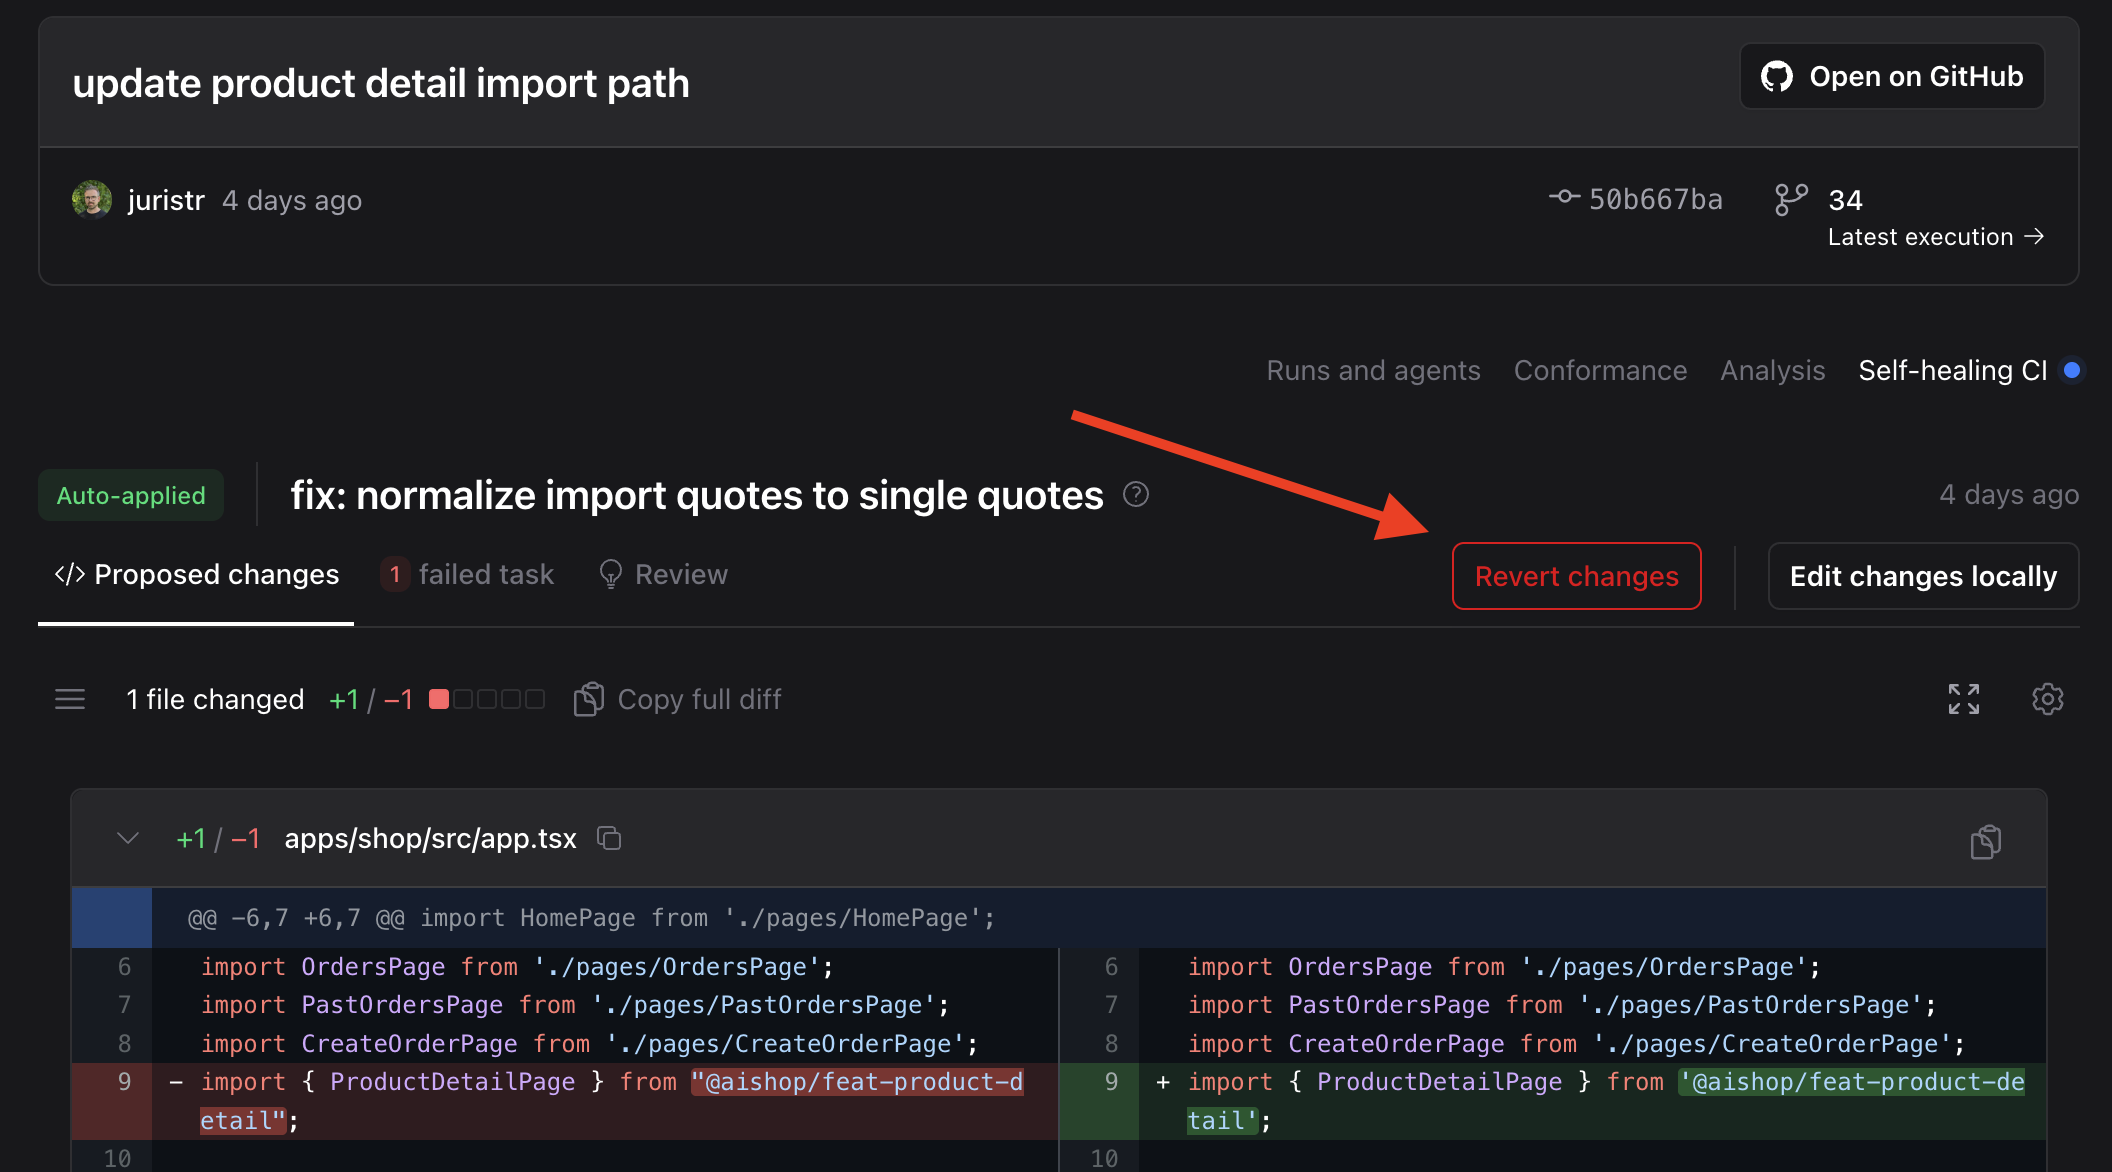 update product detail import path
Open on GitHub
juristr 4 days ago
50b667ba
34
Latest execution →
Runs and agents Conformance Analysis Self-healing CI
Auto-applied
fix: normalize import quotes to single quotes
4 days ago
</> Proposed changes
1 failed task
Review
Revert changes
Edit changes locally
1 file changed +1 / −1
Copy full diff
+1 / −1 apps/shop/src/app.tsx
@@ -6,7 +6,7 @@ import HomePage from './pages/HomePage';
6 import OrdersPage from './pages/OrdersPage';
7 import PastOrdersPage from './pages/PastOrdersPage';
8 import CreateOrderPage from './pages/CreateOrderPage';
9 - import { ProductDetailPage } from "@aishop/feat-product-d
etail";
10
6 import OrdersPage from './pages/OrdersPage';
7 import PastOrdersPage from './pages/PastOrdersPage';
8 import CreateOrderPage from './pages/CreateOrderPage';
9 + import { ProductDetailPage } from '@aishop/feat-product-de
tail';
10